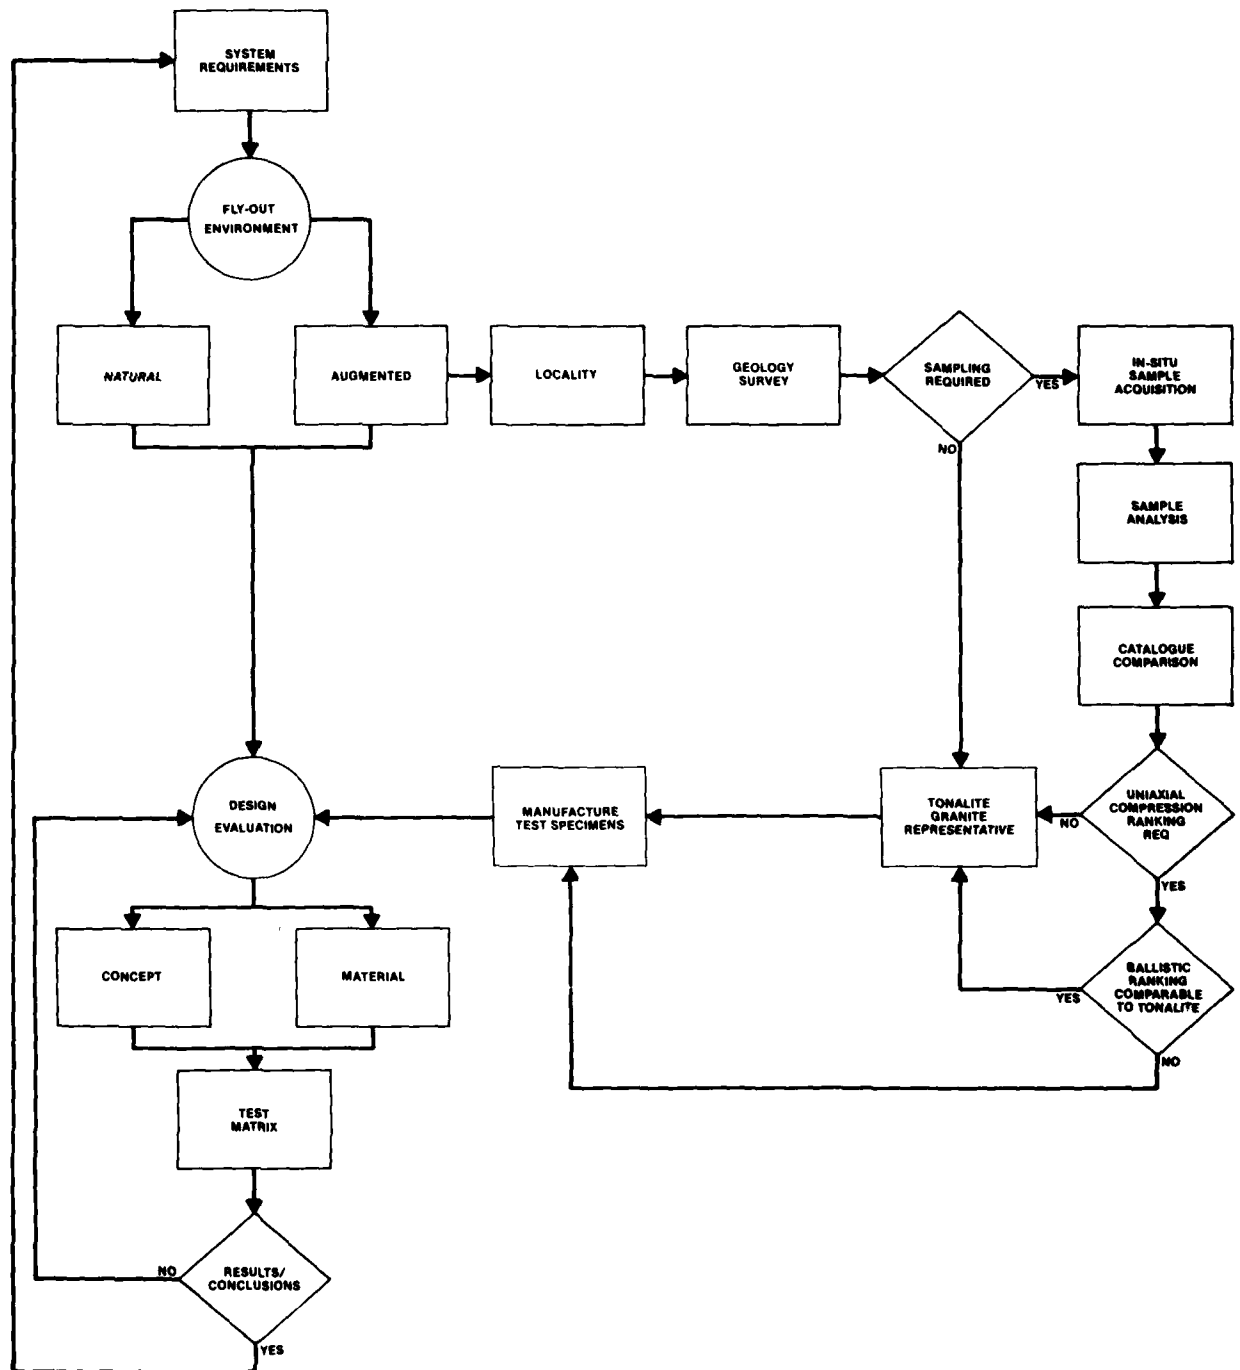 SYSTEM
REQUIREMENTS
FLY-OUT
ENVIRONMENT
NATURAL
AUGMENTED
LOCALITY
GEOLOGY
SURVEY
SAMPLING
REQUIRED
YES
IN-SITU
SAMPLE
ACQUISITION
NO
SAMPLE
ANALYSIS
CATALOGUE
COMPARISON
DESIGN
EVALUATION
MANUFACTURE
TEST SPECIMENS
TONALITE
GRANITE
REPRESENTATIVE
NO
UNIAXIAL
COMPRESSION
RANKING
REQ
YES
CONCEPT
MATERIAL
YES
BALLISTIC
RANKING
COMPARABLE
TO TONALITE
NO
TEST
MATRIX
NO
RESULTS/
CONCLUSIONS
YES